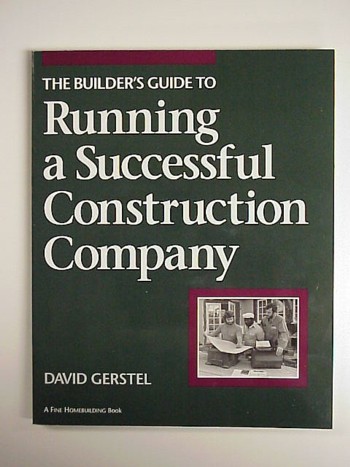 THE BUILDER'S GUIDE TO
Running
a Successful
Construction
Company
DAVID GERSTEL
A FINE HOMEBUILDING Book